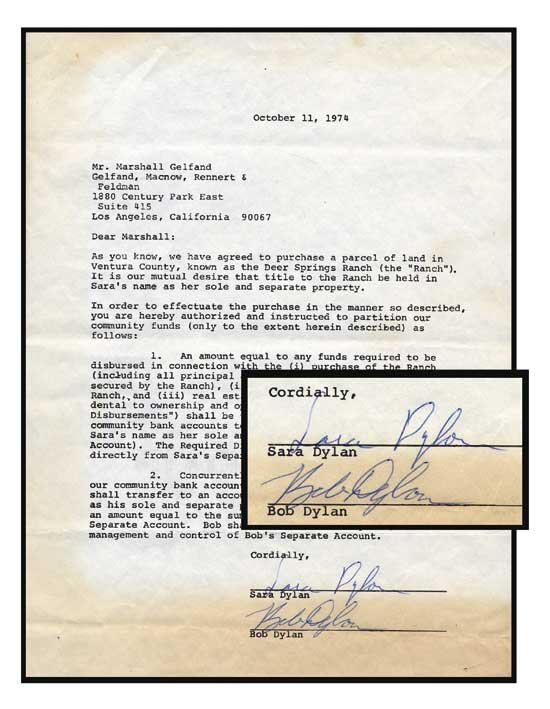 October 11, 1974
Mr. Marshall Gelfand
Gelfand, Macnow, Rennert &
Feldman
1880 Century Park East
Suite 415
Los Angeles, California 90067
Dear Marshall:
As you know, we have agreed to purchase a parcel of land in
Ventura County, known as the Deer Springs Ranch (the "Ranch").
It is our mutual desire that title to the Ranch be held in
Sara's name as her sole and separate property.
In order to effectuate the purchase in the manner so described,
you are hereby authorized and instructed to partition our
community funds (only to the extent herein described) as
follows:
1. An amount equal to any funds required to be
disbursed in connection with the (i) purchase of the Ranch
(including all principal
secured by the Ranch), (i
Ranch, and (iii) real est
dental to ownership and o
Disbursements") shall be
community bank accounts t
Sara's name as her sole a
Account). The Required D
directly from Sara's Sepa
2. Concurrent
our community bank accoun
shall transfer to an acco
as his sole and separate
an amount equal to the su
Separate Account. Bob sha
management and control of Bob's Separate Account.
Cordially,
Sara Dylan
Sara Dylan
Bob Dylan
Bob Dylan
Cordially,
Sara Dylan
Sara Dylan
Bob Dylan
Bob Dylan